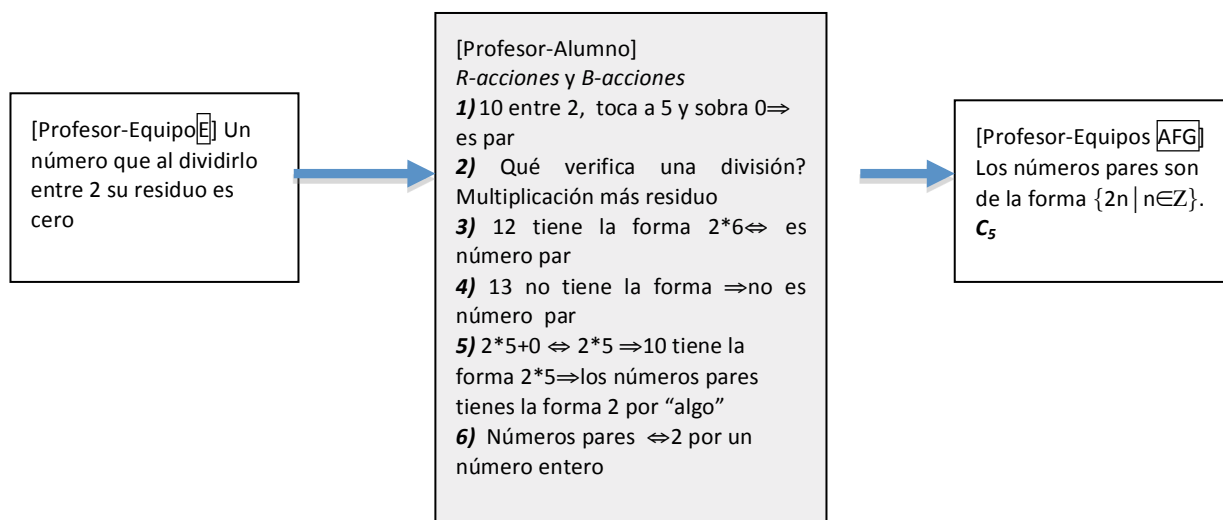 [Profesor-Equipo E] Un
número que al dividirlo
entre 2 su residuo es
cero
[Profesor-Alumno]
R-acciones y B-acciones
1) 10 entre 2, toca a 5 y sobra 0⇒
es par
2) Qué verifica una división?
Multiplicación más residuo
3) 12 tiene la forma 2*6⇔ es
número par
4) 13 no tiene la forma ⇒no es
número par
5) 2*5+0 ⇔ 2*5 ⇒10 tiene la
forma 2*5⇒los números pares
tienes la forma 2 por “algo”
6) Números pares ⇔2 por un
número entero
[Profesor-Equipos AFG]
Los números pares son
de la forma {2n│n∈Z}.
C₅